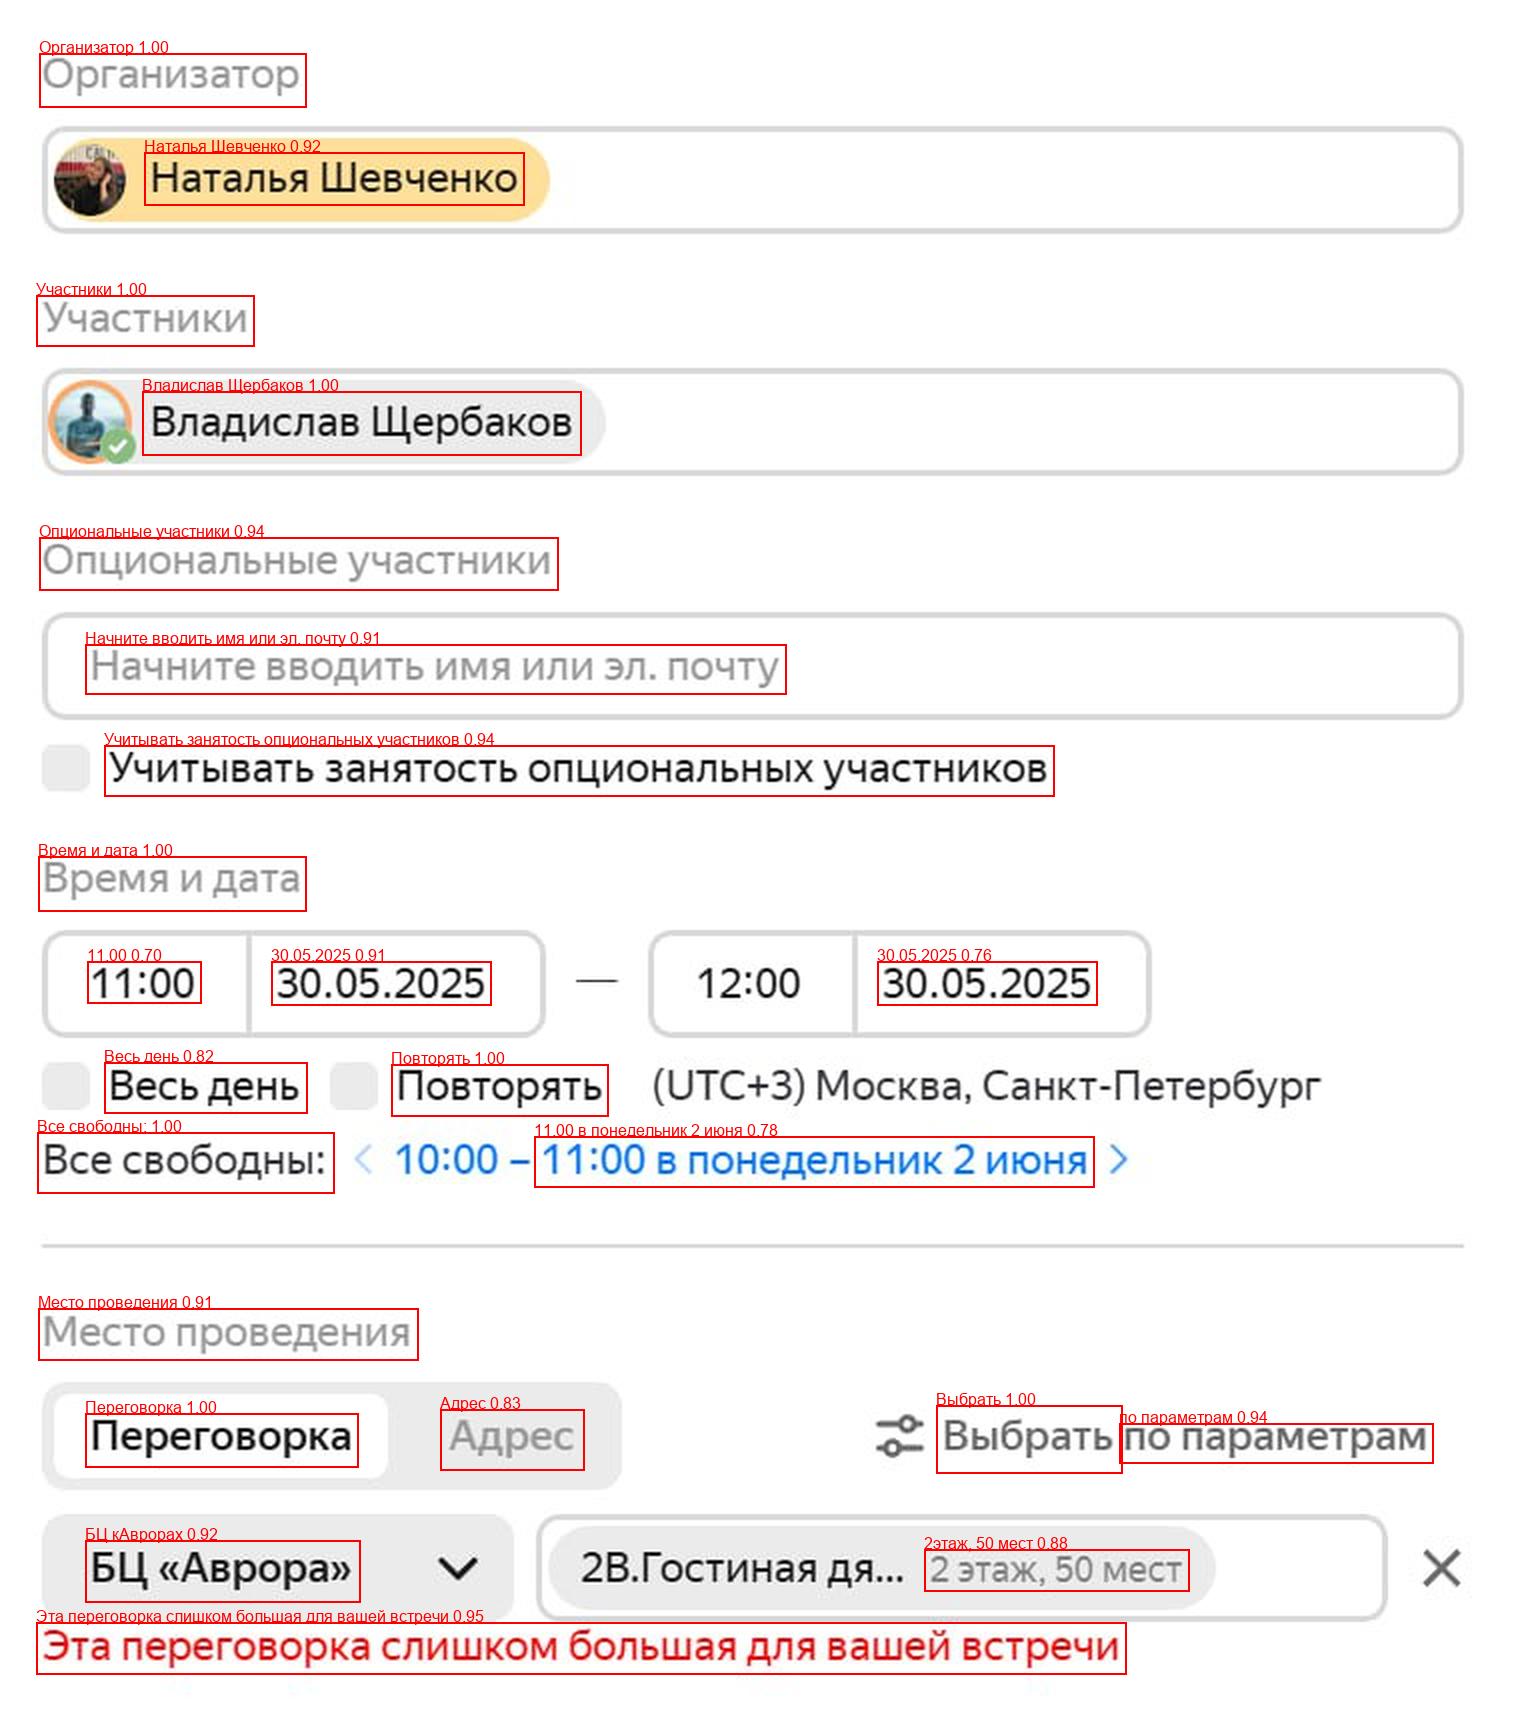 Организатор 1.00
Организатор
Наталья Шевченко 0.92
Наталья Шевченко
Участники 1.00
Участники
Владислав Щербаков 1.00
Владислав Щербаков
Опциональные участники 0.94
Опциональные участники
Начните вводить имя или эл. почту 0.91
Начните вводить имя или эл. почту
Учитывать занятость опциональных участников 0.94
Учитывать занятость опциональных участников
Время и дата 1.00
Время и дата
11.00 0.70 30.05.2025 0.91 30.05.2025 0.76
11:00 30.05.2025 — 12:00 30.05.2025
Весь день 0.82 Повторять 1.00
Весь день Повторять (UTC+3) Москва, Санкт-Петербург
Все свободны: 1.00 11.00 в понедельник 2 июня 0.78
Все свободны: < 10:00 – 11:00 в понедельник 2 июня >
Место проведения 0.91
Место проведения
Переговорка 1.00 Адрес 0.83 Выбрать 1.00 по параметрам 0.94
Переговорка Адрес Выбрать по параметрам
БЦ кАврорах 0.92 2этаж, 50 мест 0.88
БЦ «Аврора» 2В.Гостиная дя... 2 этаж, 50 мест
Эта переговорка слишком большая для вашей встречи 0.95
Эта переговорка слишком большая для вашей встречи